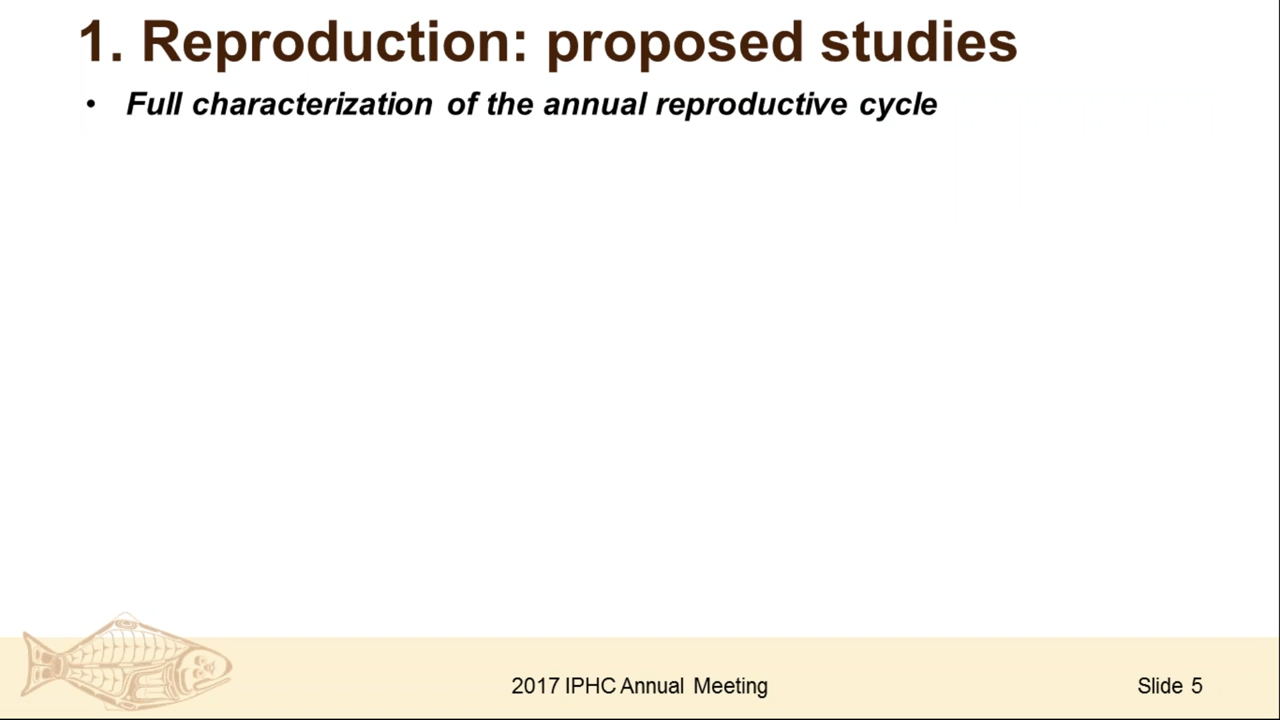 1. Reproduction: proposed studies
• Full characterization of the annual reproductive cycle
2017 IPHC Annual Meeting
Slide 5